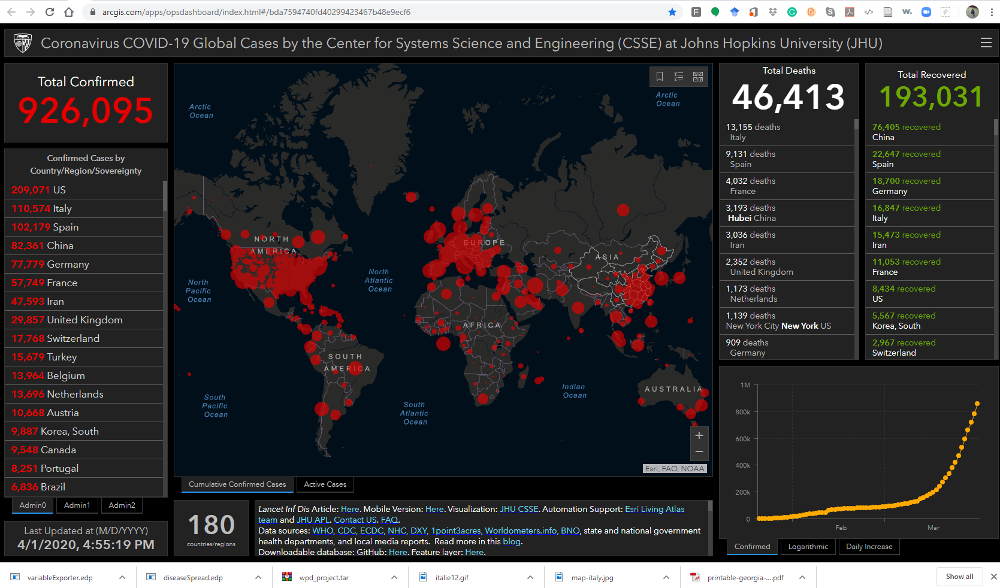 arcgis.com/apps/opsdashboard/index.html#/bda7594740fd40299423467b48e9ecf6
Coronavirus COVID-19 Global Cases by the Center for Systems Science and Engineering (CSSE) at Johns Hopkins University (JHU)
Total Confirmed
926,095
Confirmed Cases by
Country/Region/Sovereignty
209,071 US
110,574 Italy
102,179 Spain
82,361 China
77,779 Germany
57,749 France
47,593 Iran
29,857 United Kingdom
17,768 Switzerland
15,679 Turkey
13,964 Belgium
13,696 Netherlands
10,668 Austria
9,887 Korea, South
9,548 Canada
8,251 Portugal
6,836 Brazil
Admin0 Admin1 Admin2
Last Updated at (M/D/YYYY)
4/1/2020, 4:55:19 PM
Arctic
Ocean
Arctic
Ocean
NORTH
AMERICA
EUROPE
ASIA
North
Pacific
Ocean
North
Atlantic
Ocean
AFRICA
SOUTH
AMERICA
Indian
Ocean
AUSTRALIA
South
Pacific
Ocean
South
Atlantic
Ocean
+
−
Esri, FAO, NOAA
Cumulative Confirmed Cases Active Cases
180
countries/regions
Lancet Inf Dis Article: Here. Mobile Version: Here. Visualization: JHU CSSE. Automation Support: Esri Living Atlas
team and JHU APL. Contact US. FAQ.
Data sources: WHO, CDC, ECDC, NHC, DXY, 1point3acres, Worldometers.info, BNO, state and national government
health departments, and local media reports. Read more in this blog.
Downloadable database: GitHub: Here. Feature layer: Here.
Total Deaths
46,413
13,155 deaths
Italy
9,131 deaths
Spain
4,032 deaths
France
3,193 deaths
Hubei China
3,036 deaths
Iran
2,352 deaths
United Kingdom
1,173 deaths
Netherlands
1,139 deaths
New York City New York US
909 deaths
Germany
Total Recovered
193,031
76,405 recovered
China
22,647 recovered
Spain
18,700 recovered
Germany
16,847 recovered
Italy
15,473 recovered
Iran
11,053 recovered
France
8,434 recovered
US
5,567 recovered
Korea, South
2,967 recovered
Switzerland
1M
800k
600k
400k
200k
0
Feb Mar
Confirmed Logarithmic Daily Increase
variableExporter.edp diseaseSpread.edp wpd_project.tar italie12.gif map-italy.jpg printable-georgia-....pdf Show all